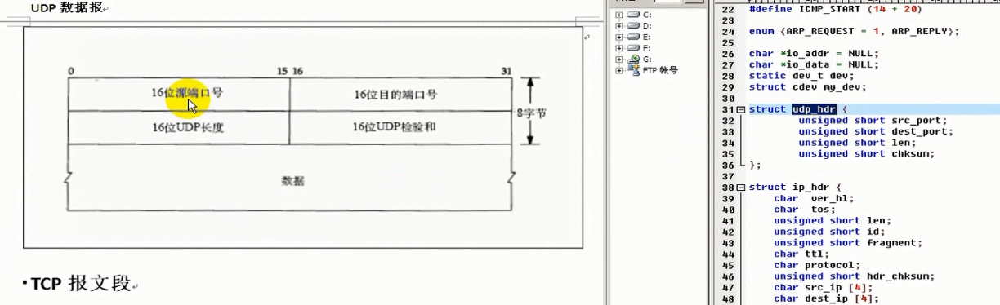 UDP 数据报
0 15 16 31
16位源端口号 16位目的端口号
8字节
16位UDP长度 16位UDP检验和
数据
▪TCP 报文段
C:
D:
E:
F:
G:
FTP 帐号
22 #define ICMP_START (14 + 20)
23
24 enum {ARP_REQUEST = 1, ARP_REPLY};
25
26 char *io_addr = NULL;
27 char *io_data = NULL;
28 static dev_t dev;
29 struct cdev my_dev;
30
31 struct udp_hdr {
32 unsigned short src_port;
33 unsigned short dest_port;
34 unsigned short len;
35 unsigned short chksum;
36 };
37
38 struct ip_hdr {
39 char ver_hl;
40 char tos;
41 unsigned short len;
42 unsigned short id;
43 unsigned short fragment;
44 char ttl;
45 char protocol;
46 unsigned short hdr_chksum;
47 char src_ip [4];
48 char dest_ip [4];